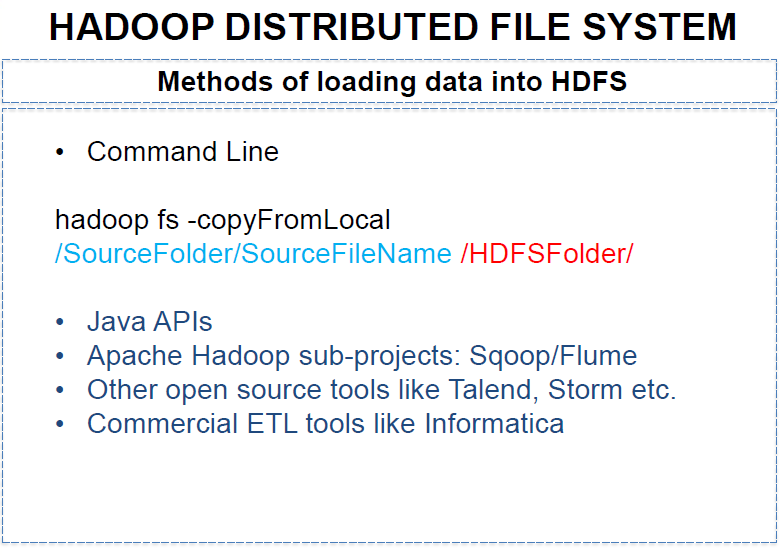 HADOOP DISTRIBUTED FILE SYSTEM
Methods of loading data into HDFS
• Command Line
hadoop fs -copyFromLocal
/SourceFolder/SourceFileName /HDFSFolder/
• Java APIs
• Apache Hadoop sub-projects: Sqoop/Flume
• Other open source tools like Talend, Storm etc.
• Commercial ETL tools like Informatica